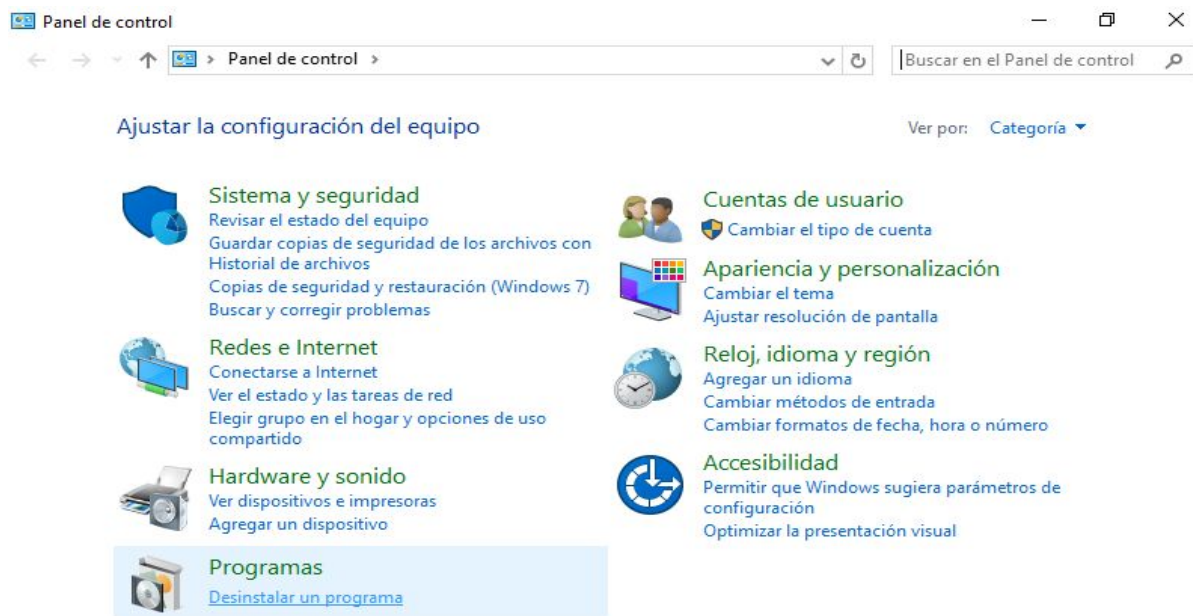 Panel de control
Panel de control
Buscar en el Panel de control
Ajustar la configuración del equipo
Ver por: Categoría
Sistema y seguridad
Revisar el estado del equipo
Guardar copias de seguridad de los archivos con
Historial de archivos
Copias de seguridad y restauración (Windows 7)
Buscar y corregir problemas
Redes e Internet
Conectarse a Internet
Ver el estado y las tareas de red
Elegir grupo en el hogar y opciones de uso
compartido
Hardware y sonido
Ver dispositivos e impresoras
Agregar un dispositivo
Programas
Desinstalar un programa
Cuentas de usuario
Cambiar el tipo de cuenta
Apariencia y personalización
Cambiar el tema
Ajustar resolución de pantalla
Reloj, idioma y región
Agregar un idioma
Cambiar métodos de entrada
Cambiar formatos de fecha, hora o número
Accesibilidad
Permitir que Windows sugiera parámetros de
configuración
Optimizar la presentación visual